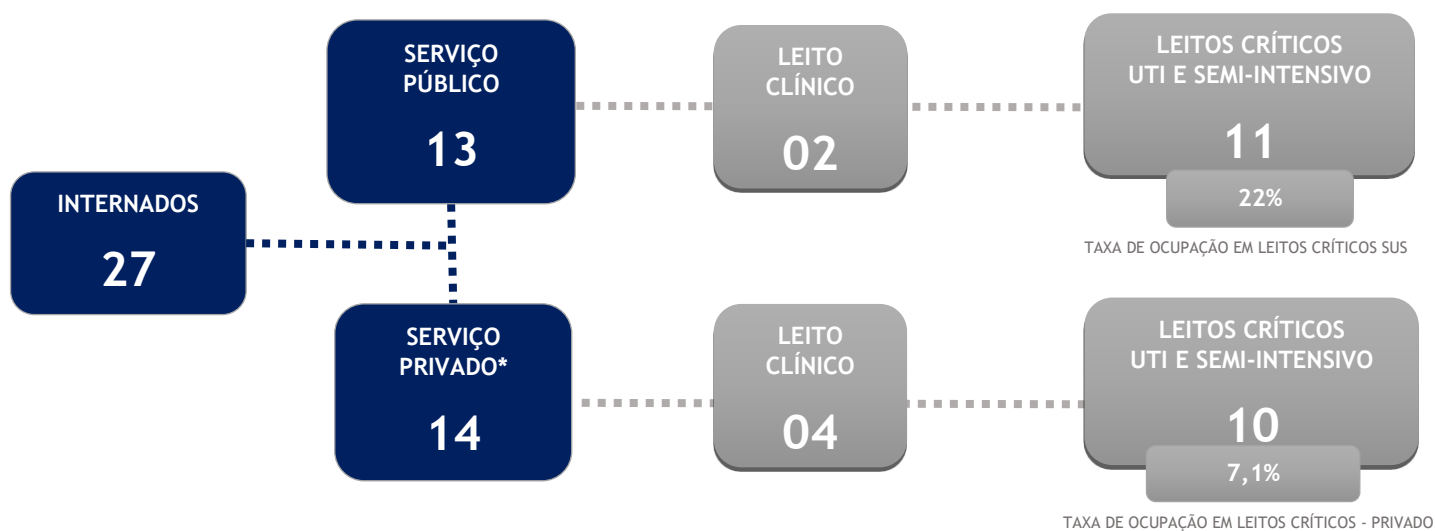 INTERNADOS
27
SERVIÇO
PÚBLICO
13
LEITO
CLÍNICO
02
LEITOS CRÍTICOS
UTI E SEMI-INTENSIVO
11
22%
TAXA DE OCUPAÇÃO EM LEITOS CRÍTICOS SUS
SERVIÇO
PRIVADO*
14
LEITO
CLÍNICO
04
LEITOS CRÍTICOS
UTI E SEMI-INTENSIVO
10
7,1%
TAXA DE OCUPAÇÃO EM LEITOS CRÍTICOS - PRIVADO